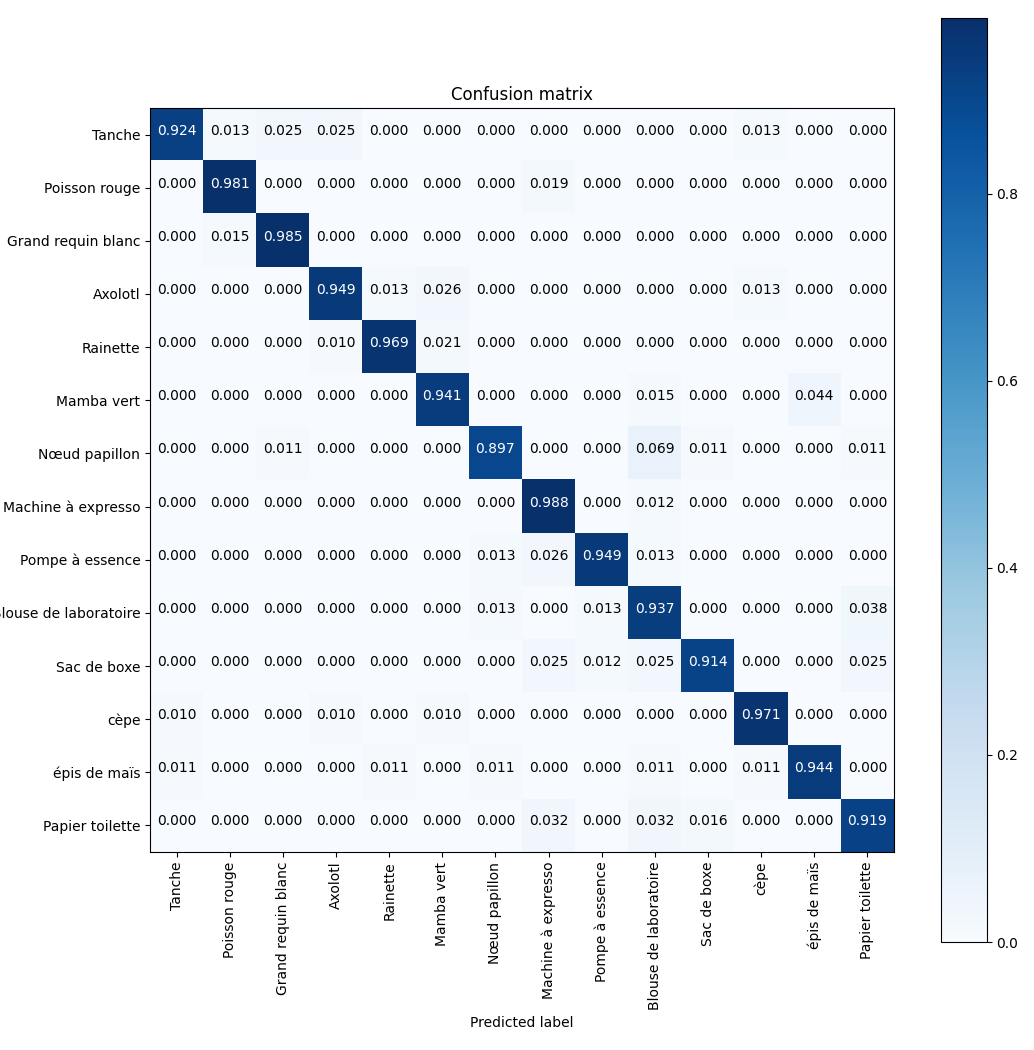 Confusion matrix
Tanche 0.924 0.013 0.025 0.025 0.000 0.000 0.000 0.000 0.000 0.000 0.000 0.013 0.000 0.000
Poisson rouge 0.000 0.981 0.000 0.000 0.000 0.000 0.000 0.019 0.000 0.000 0.000 0.000 0.000 0.000
Grand requin blanc 0.000 0.015 0.985 0.000 0.000 0.000 0.000 0.000 0.000 0.000 0.000 0.000 0.000 0.000
Axolotl 0.000 0.000 0.000 0.949 0.013 0.026 0.000 0.000 0.000 0.000 0.000 0.013 0.000 0.000
Rainette 0.000 0.000 0.000 0.010 0.969 0.021 0.000 0.000 0.000 0.000 0.000 0.000 0.000 0.000
Mamba vert 0.000 0.000 0.000 0.000 0.000 0.941 0.000 0.000 0.000 0.015 0.000 0.000 0.044 0.000
Nœud papillon 0.000 0.000 0.011 0.000 0.000 0.000 0.897 0.000 0.000 0.069 0.011 0.000 0.000 0.011
Machine à expresso 0.000 0.000 0.000 0.000 0.000 0.000 0.000 0.988 0.000 0.012 0.000 0.000 0.000 0.000
Pompe à essence 0.000 0.000 0.000 0.000 0.000 0.000 0.013 0.026 0.949 0.013 0.000 0.000 0.000 0.000
louse de laboratoire 0.000 0.000 0.000 0.000 0.000 0.000 0.013 0.000 0.013 0.937 0.000 0.000 0.000 0.038
Sac de boxe 0.000 0.000 0.000 0.000 0.000 0.000 0.000 0.025 0.012 0.025 0.914 0.000 0.000 0.025
cèpe 0.010 0.000 0.000 0.010 0.000 0.010 0.000 0.000 0.000 0.000 0.000 0.971 0.000 0.000
épis de maïs 0.011 0.000 0.000 0.000 0.011 0.000 0.011 0.000 0.000 0.011 0.000 0.011 0.944 0.000
Papier toilette 0.000 0.000 0.000 0.000 0.000 0.000 0.000 0.032 0.000 0.032 0.016 0.000 0.000 0.919
Tanche
Poisson rouge
Grand requin blanc
Axolotl
Rainette
Mamba vert
Nœud papillon
Machine à expresso
Pompe à essence
Blouse de laboratoire
Sac de boxe
cèpe
épis de maïs
Papier toilette
Predicted label
0.8
0.6
0.4
0.2
0.0